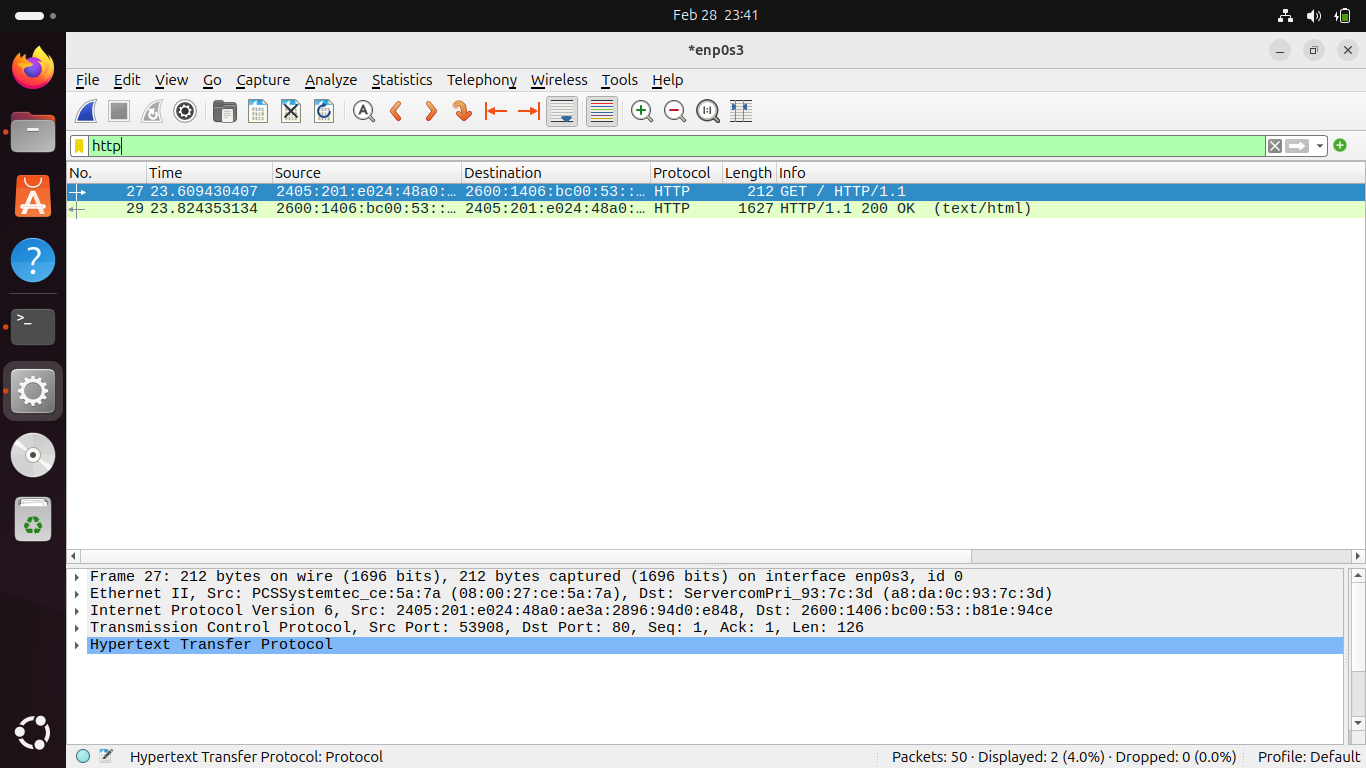 Feb 28 23:41
*enp0s3
File Edit View Go Capture Analyze Statistics Telephony Wireless Tools Help
http
No. Time Source Destination Protocol Length Info
27 23.609430407 2405:201:e024:48a0:… 2600:1406:bc00:53::… HTTP 212 GET / HTTP/1.1
29 23.824353134 2600:1406:bc00:53::… 2405:201:e024:48a0:… HTTP 1627 HTTP/1.1 200 OK (text/html)
Frame 27: 212 bytes on wire (1696 bits), 212 bytes captured (1696 bits) on interface enp0s3, id 0
Ethernet II, Src: PCSSystemtec_ce:5a:7a (08:00:27:ce:5a:7a), Dst: ServercomPri_93:7c:3d (a8:da:0c:93:7c:3d)
Internet Protocol Version 6, Src: 2405:201:e024:48a0:ae3a:2896:94d0:e848, Dst: 2600:1406:bc00:53::b81e:94ce
Transmission Control Protocol, Src Port: 53908, Dst Port: 80, Seq: 1, Ack: 1, Len: 126
Hypertext Transfer Protocol
Hypertext Transfer Protocol: Protocol
Packets: 50 · Displayed: 2 (4.0%) · Dropped: 0 (0.0%)
Profile: Default